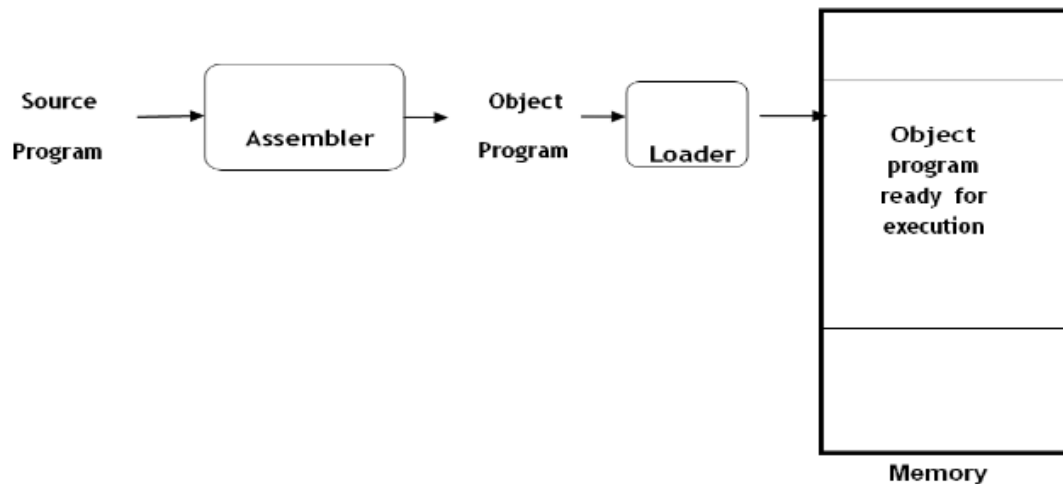 Source
Program
Assembler
Object
Program
Loader
Object
program
ready for
execution
Memory